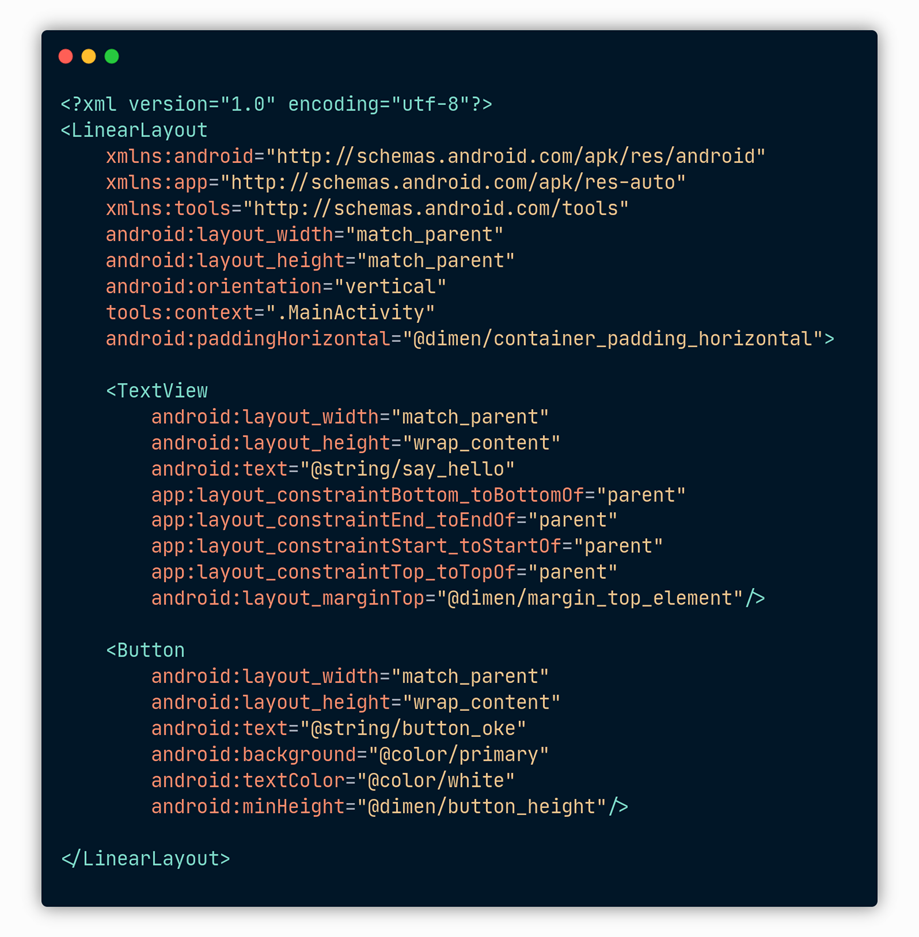 <?xml version="1.0" encoding="utf-8"?>
<LinearLayout
    xmlns:android="http://schemas.android.com/apk/res/android"
    xmlns:app="http://schemas.android.com/apk/res-auto"
    xmlns:tools="http://schemas.android.com/tools"
    android:layout_width="match_parent"
    android:layout_height="match_parent"
    android:orientation="vertical"
    tools:context=".MainActivity"
    android:paddingHorizontal="@dimen/container_padding_horizontal">

    <TextView
        android:layout_width="match_parent"
        android:layout_height="wrap_content"
        android:text="@string/say_hello"
        app:layout_constraintBottom_toBottomOf="parent"
        app:layout_constraintEnd_toEndOf="parent"
        app:layout_constraintStart_toStartOf="parent"
        app:layout_constraintTop_toTopOf="parent"
        android:layout_marginTop="@dimen/margin_top_element"/>

    <Button
        android:layout_width="match_parent"
        android:layout_height="wrap_content"
        android:text="@string/button_oke"
        android:background="@color/primary"
        android:textColor="@color/white"
        android:minHeight="@dimen/button_height"/>

</LinearLayout>